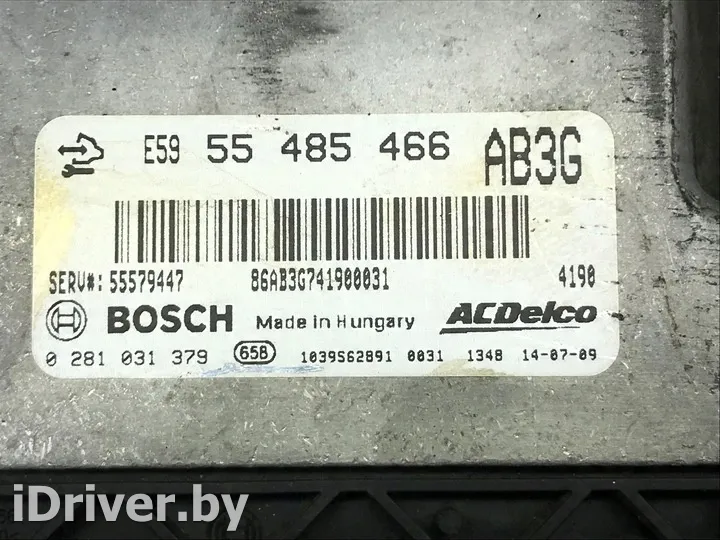 E59 55 485 466 AB3G
SERV#: 55579447 86AB3G741900031 4190
BOSCH Made in Hungary ACDelco
0 281 031 379 658 1039S62891 0031 1348 14-07-09
iDriver.by